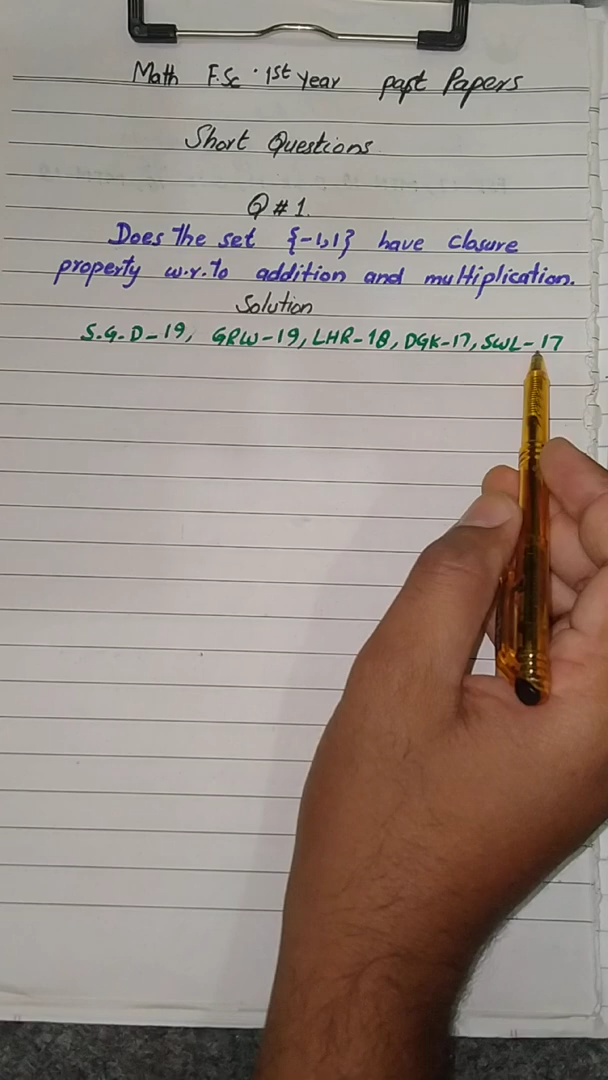 Math F.Sc. 1st year past Papers
Short Questions
Q # 1.
Does the set {-1,1} have closure
property w.r.to addition and multiplication.
Solution
S.G.D-19, GRW-19, LHR-18, DGK-17, SWL-17